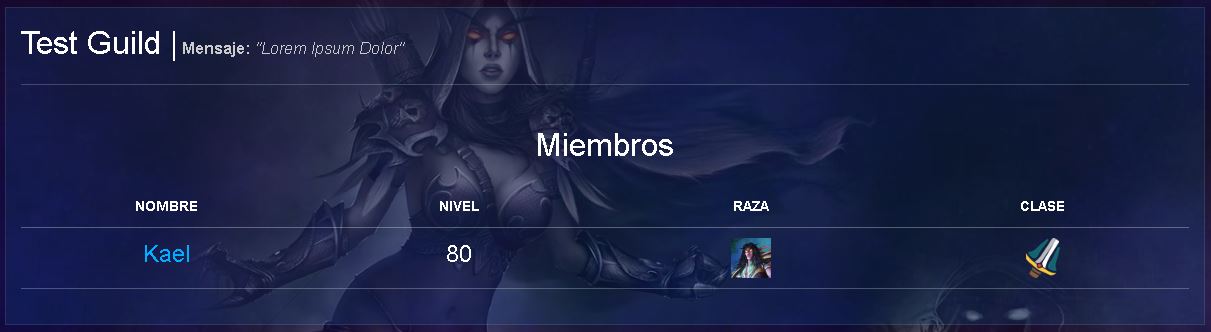 Test Guild | Mensaje: "Lorem Ipsum Dolor"
Miembros
NOMBRE NIVEL RAZA CLASE
Kael 80